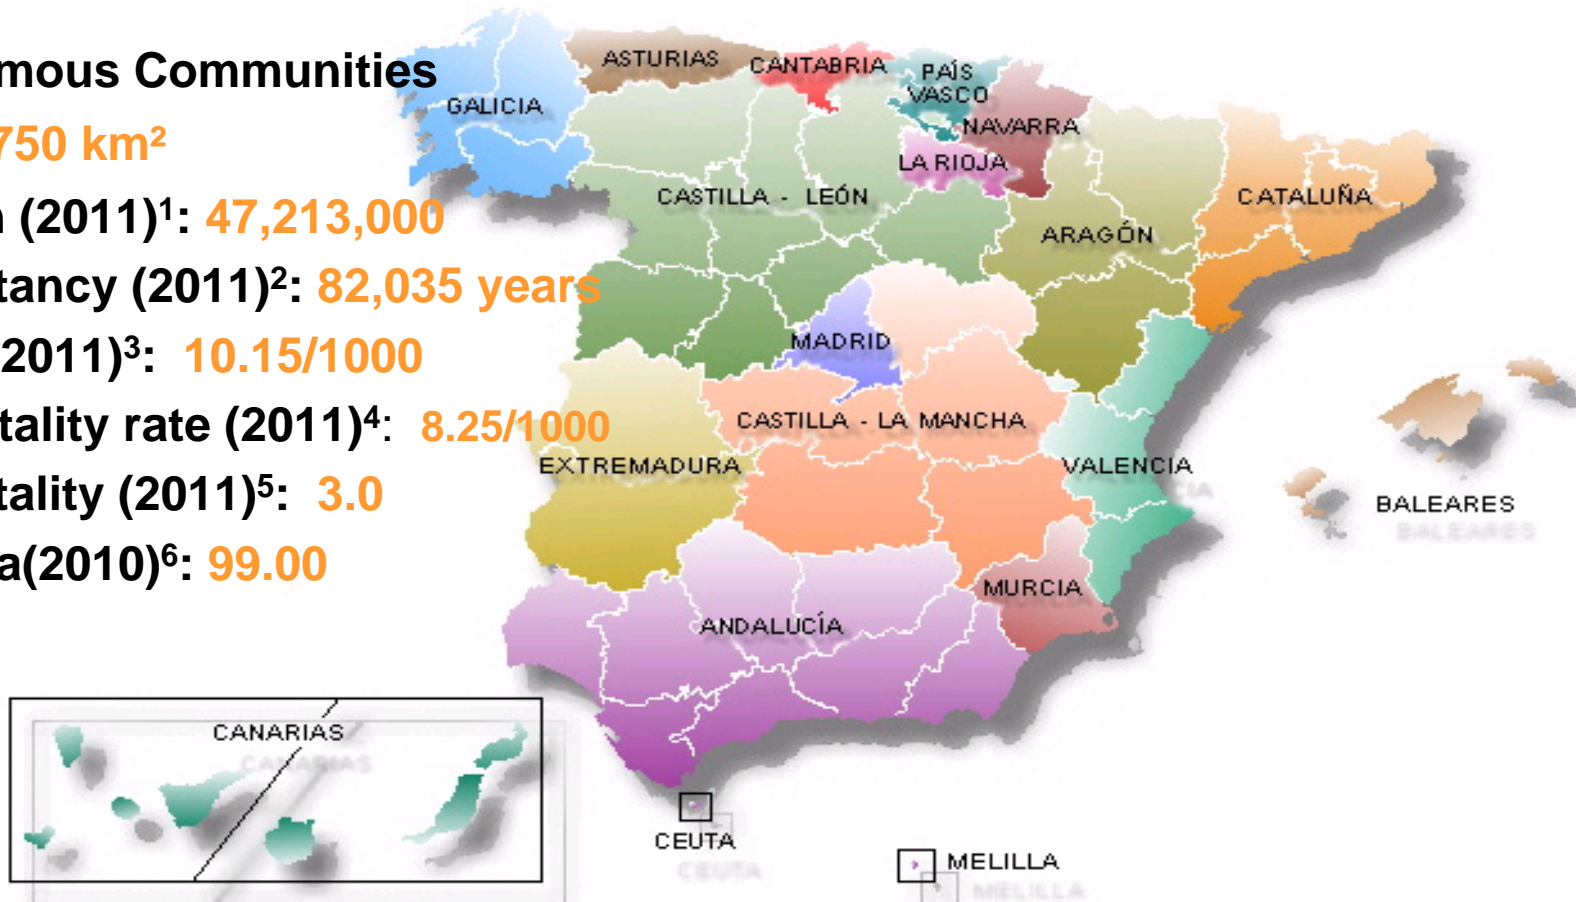 mous Communities
750 km²
n (2011)¹: 47,213,000
tancy (2011)²: 82,035 years
2011)³: 10.15/1000
tality rate (2011)⁴: 8.25/1000
tality (2011)⁵: 3.0
a(2010)⁶: 99.00
ASTURIAS
CANTABRIA
PAÍS
VASCO
GALICIA
NAVARRA
LA RIOJA
CASTILLA - LEÓN
CATALUÑA
ARAGÓN
MADRID
CASTILLA - LA MANCHA
EXTREMADURA
VALENCIA
BALEARES
MURCIA
ANDALUCÍA
CANARIAS
CEUTA
MELILLA